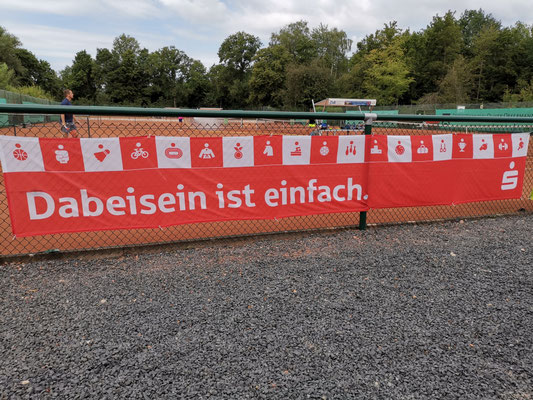 Dabeisein ist einfach.